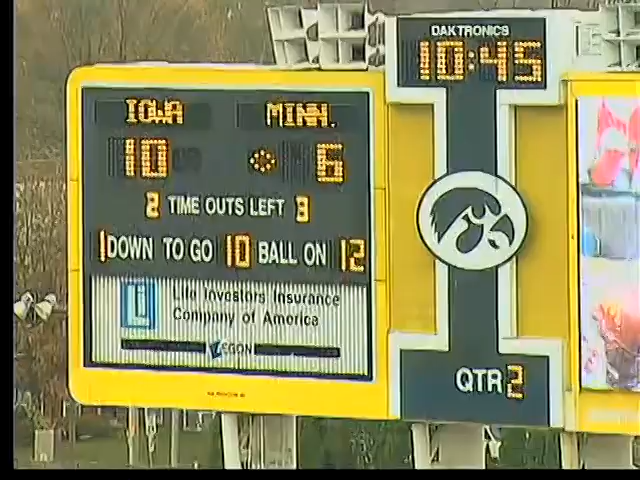 DAKTRONICS
10:45
IOWA MINN.
10 6
2 TIME OUTS LEFT 3
1 DOWN TO GO 10 BALL ON 12
Life Investors Insurance
Company of America
AEGON
QTR 2